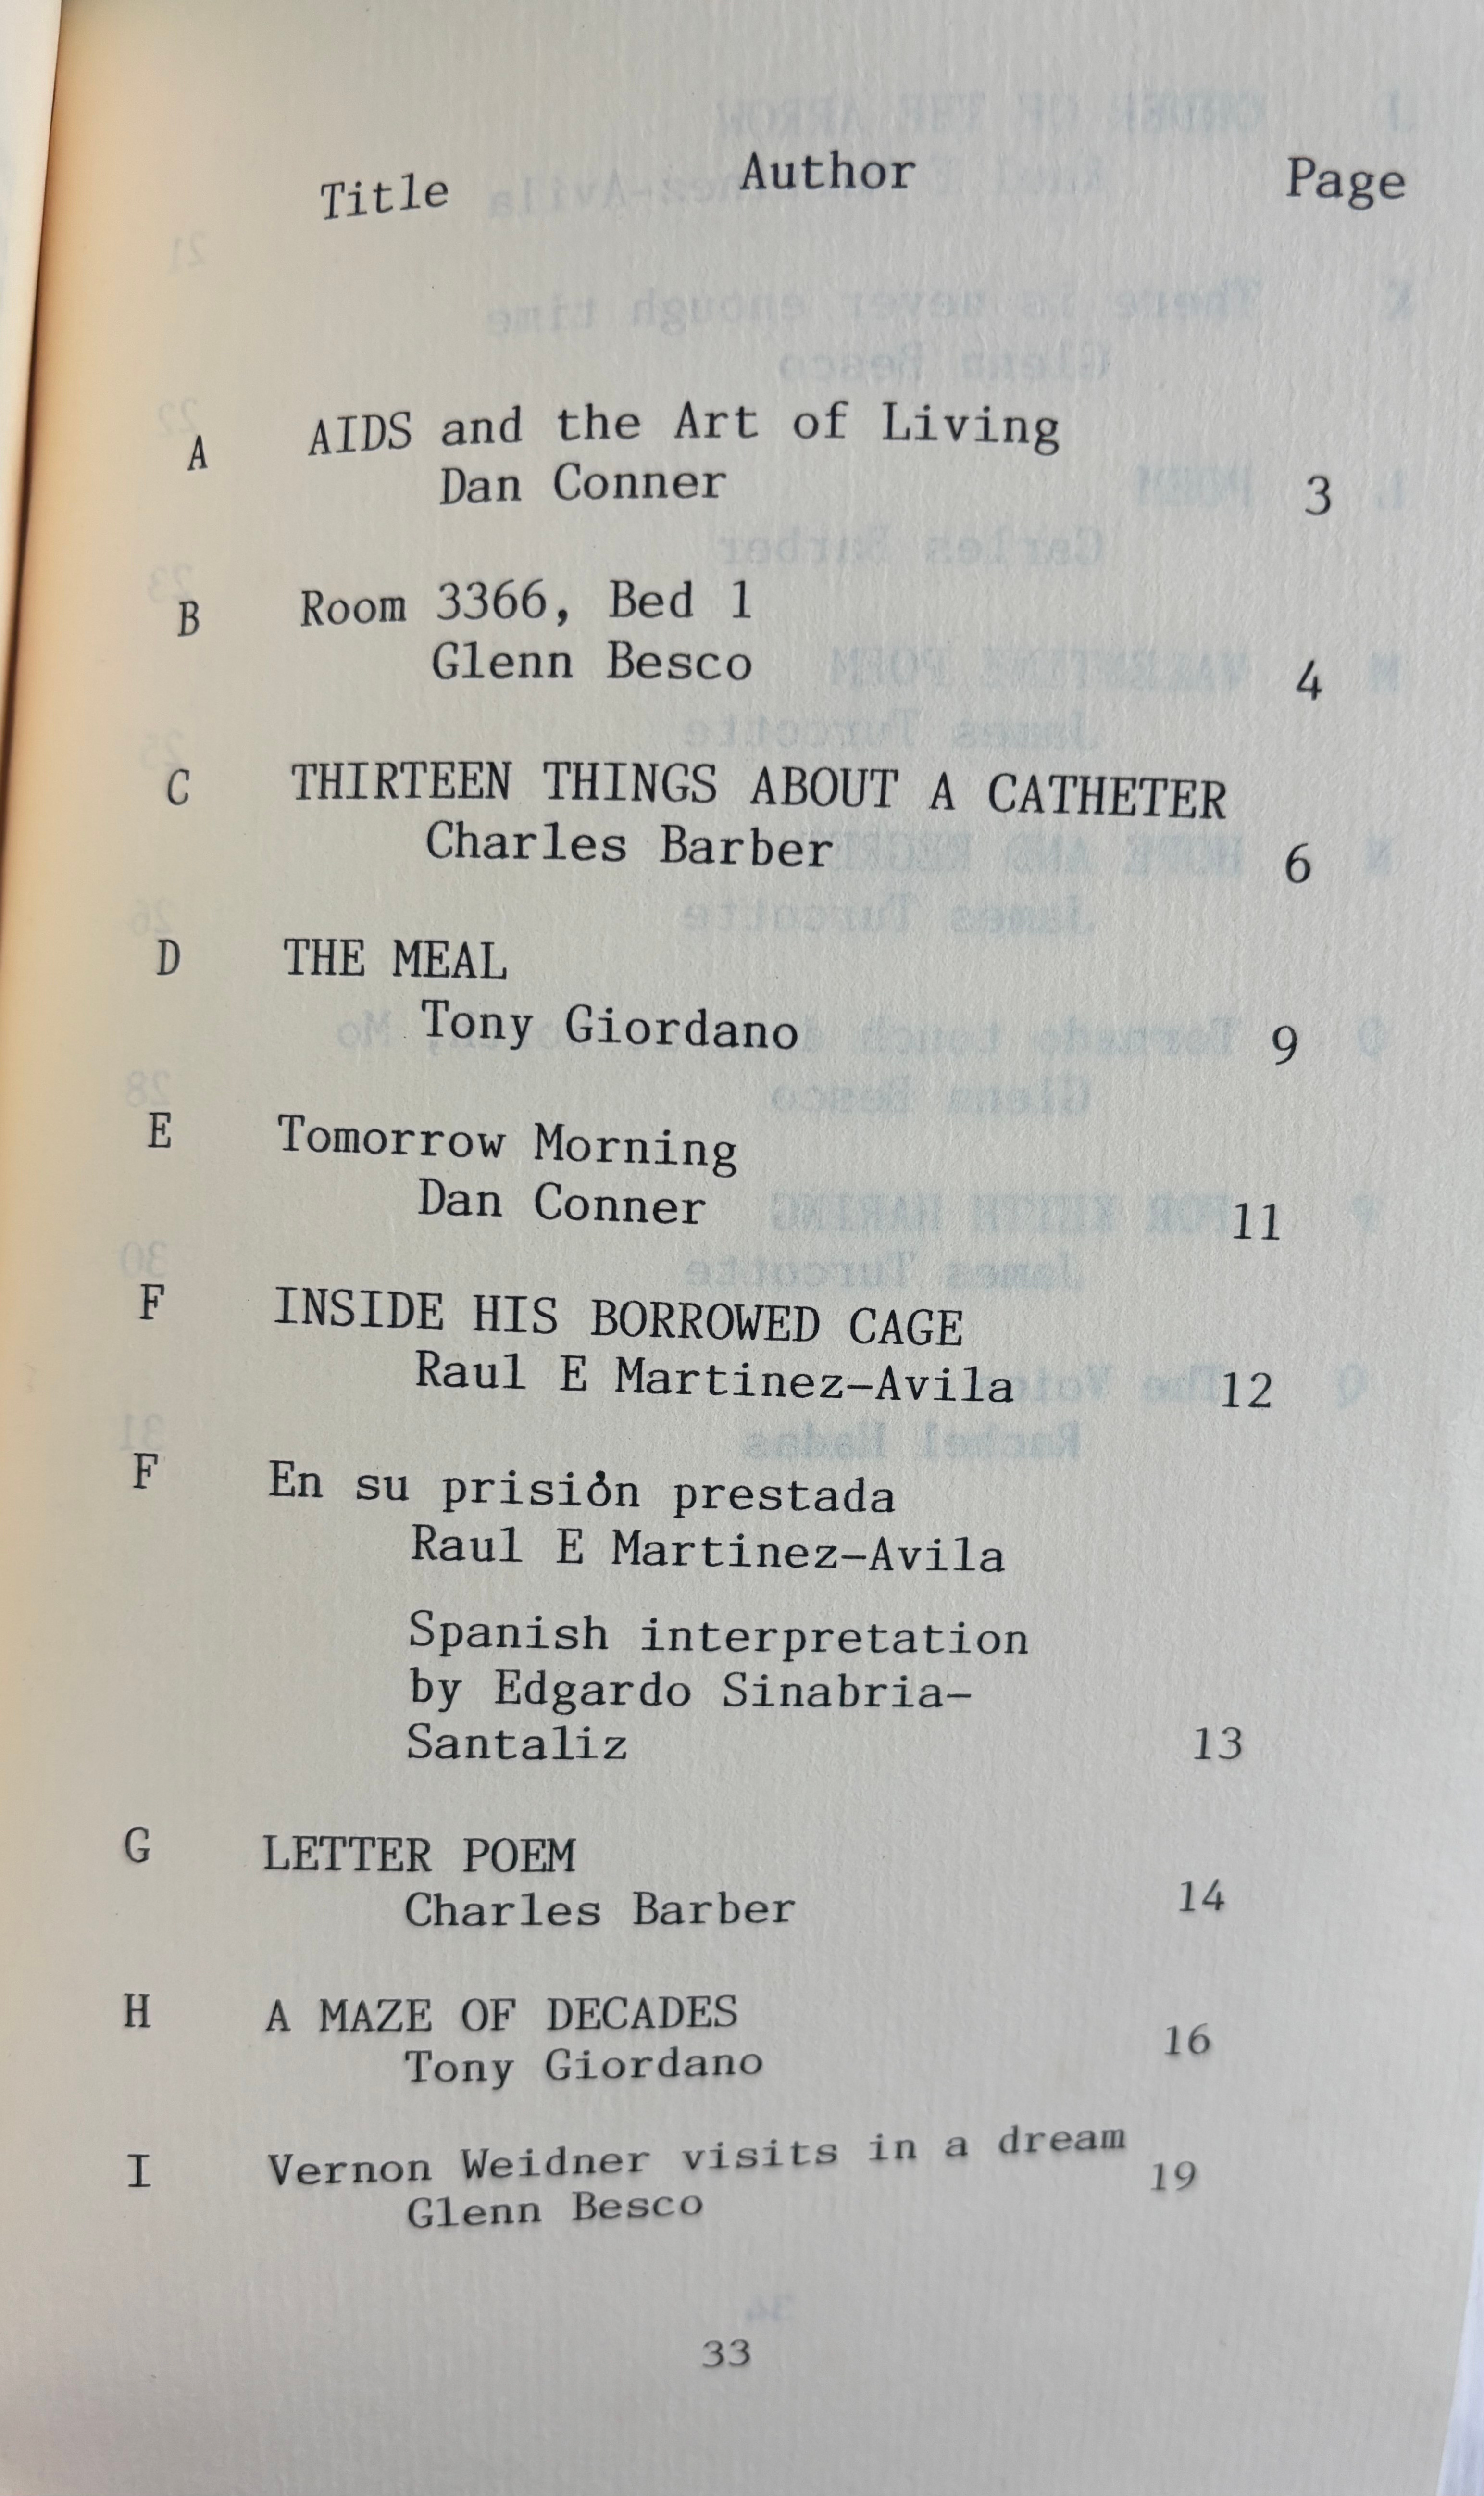 Title Author Page
A AIDS and the Art of Living
Dan Conner 3
B Room 3366, Bed 1
Glenn Besco 4
C THIRTEEN THINGS ABOUT A CATHETER
Charles Barber 6
D THE MEAL
Tony Giordano 9
E Tomorrow Morning
Dan Conner 11
F INSIDE HIS BORROWED CAGE
Raul E Martinez-Avila 12
F En su prisión prestada
Raul E Martinez-Avila
Spanish interpretation
by Edgardo Sinabria-
Santaliz 13
G LETTER POEM
Charles Barber 14
H A MAZE OF DECADES
Tony Giordano 16
I Vernon Weidner visits in a dream
Glenn Besco 19
33